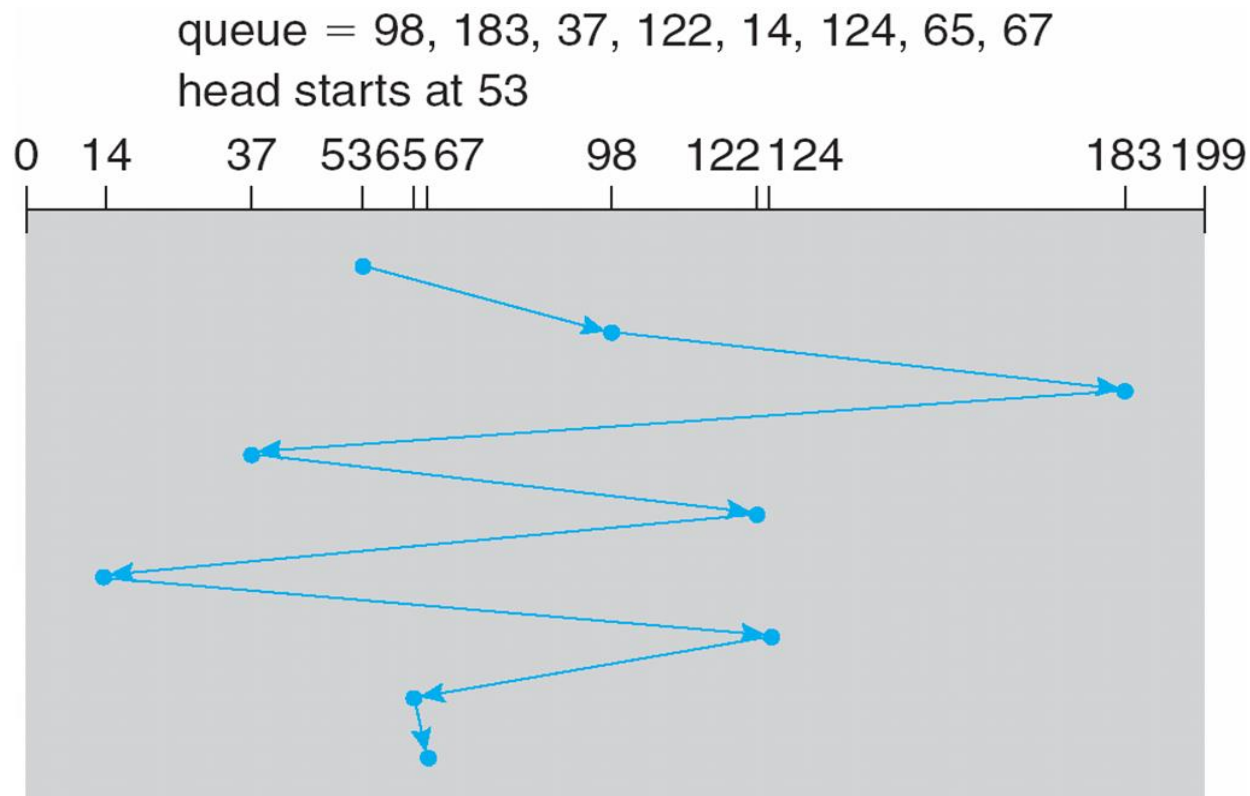 queue = 98, 183, 37, 122, 14, 124, 65, 67
head starts at 53
0 14 37 53 65 67 98 122 124 183 199